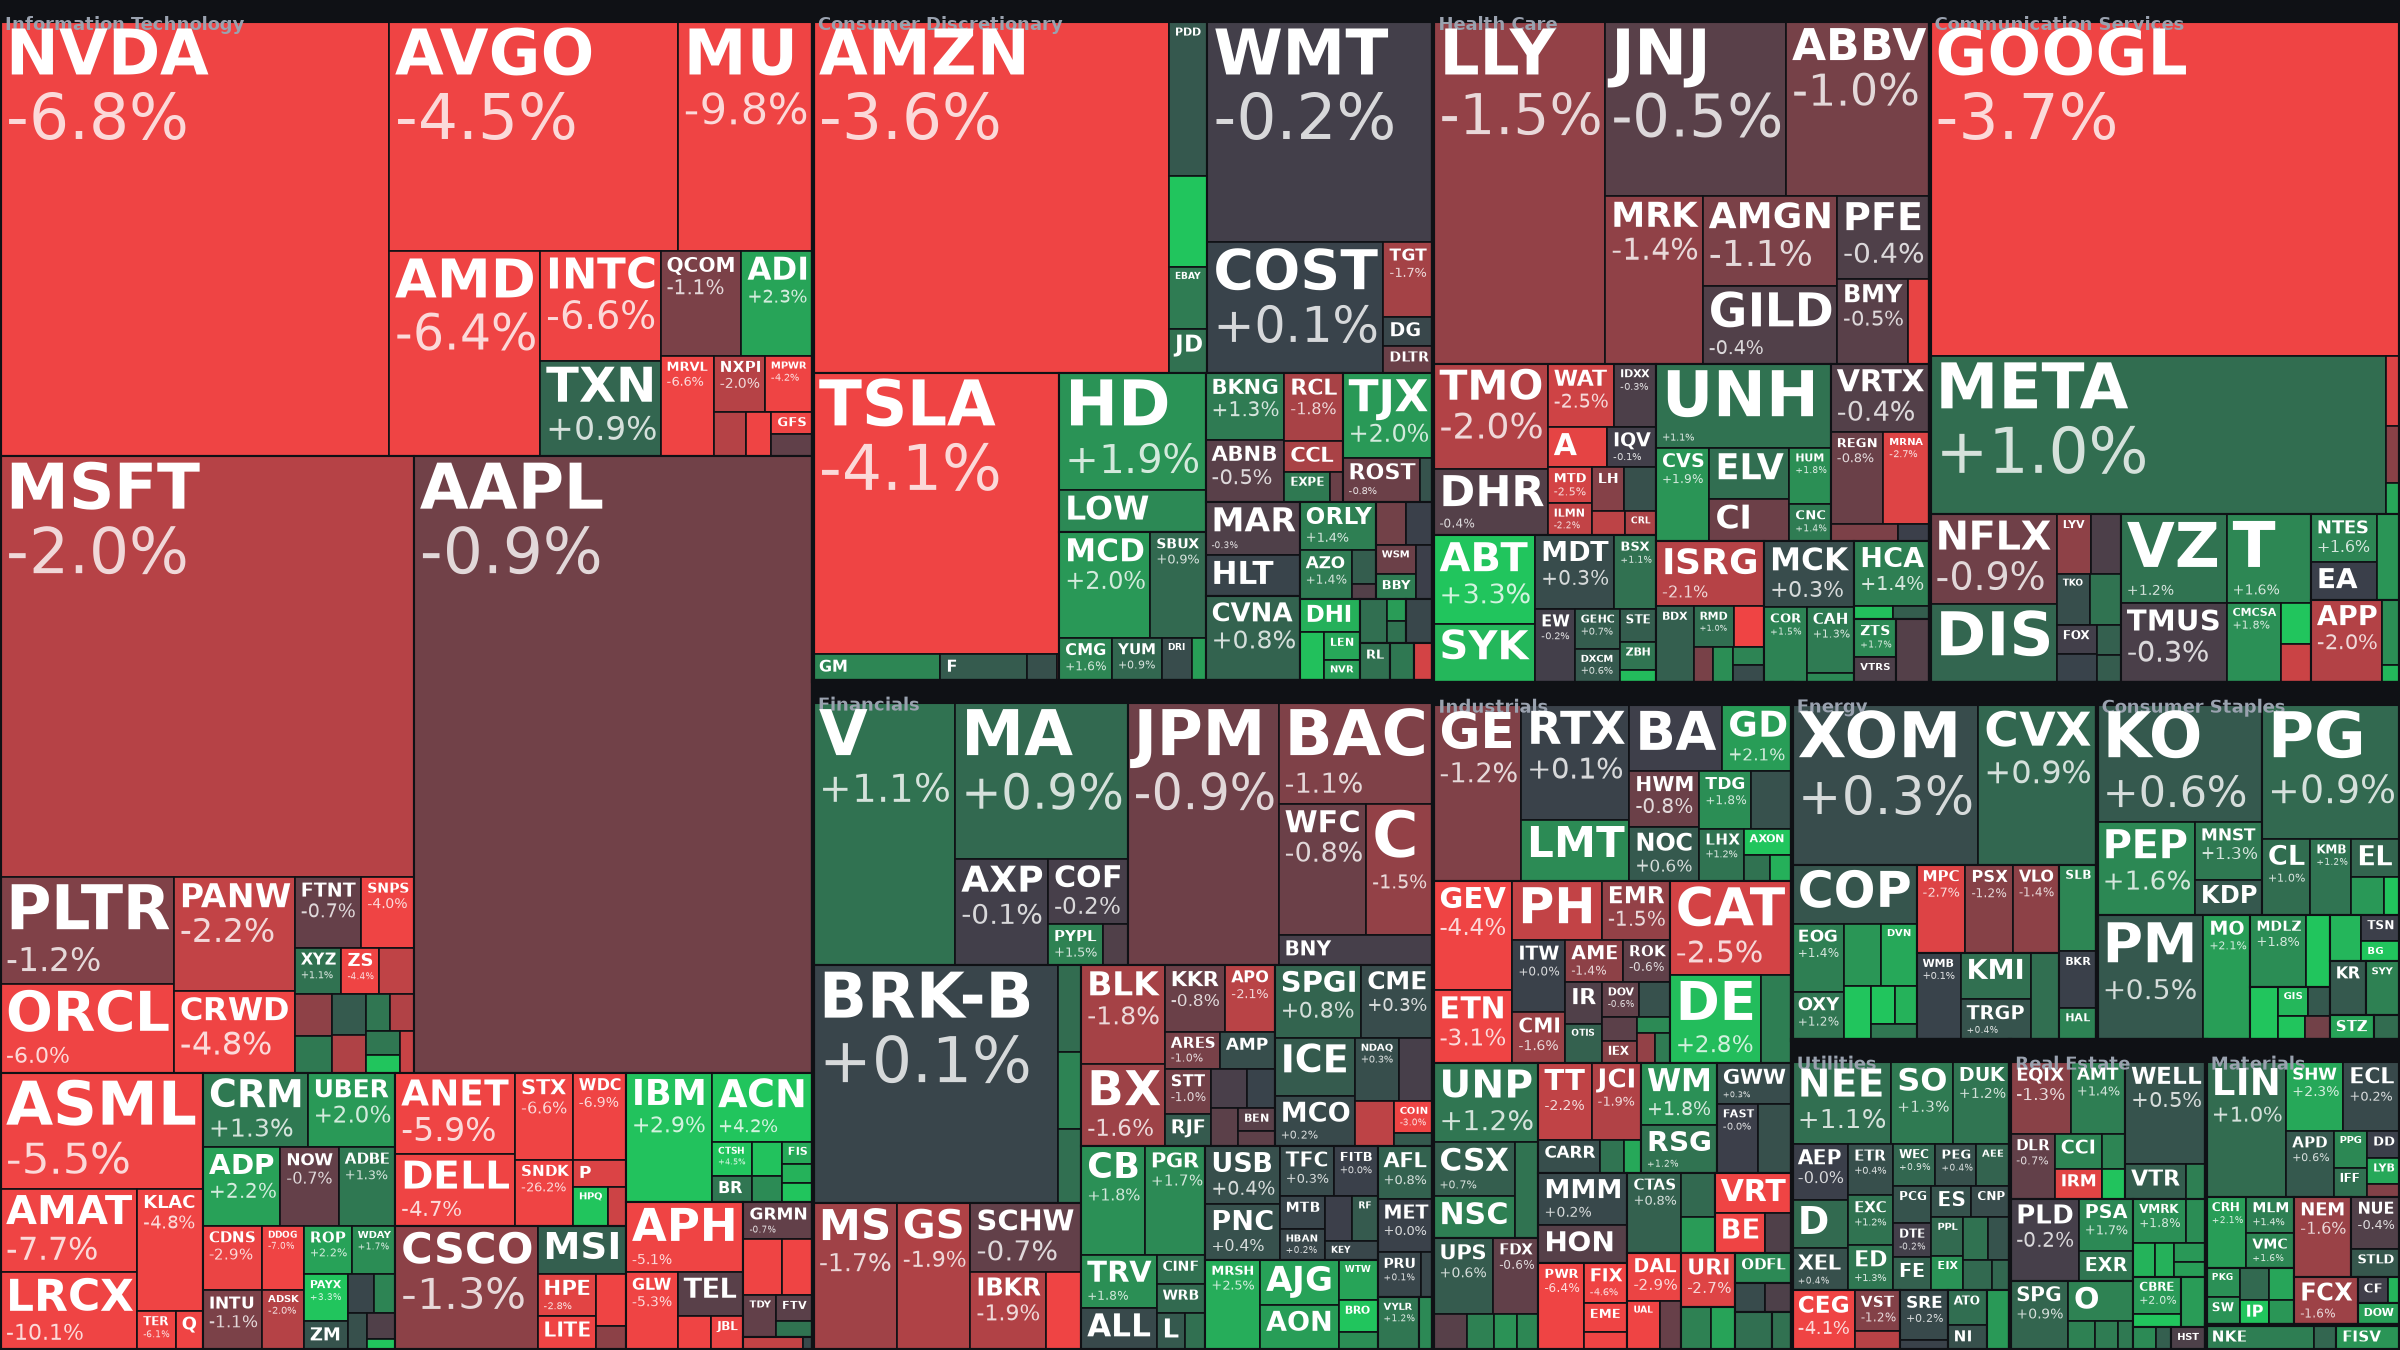 Information Technology
NVDA
-6.8%
AVGO
-4.5%
MU
-9.8%
AMD
-6.4%
INTC
-6.6%
QCOM
-1.1%
ADI
+2.3%
TXN
+0.9%
MRVL
-6.6%
NXPI
-2.0%
MPWR
-4.2%
GFS
MSFT
-2.0%
AAPL
-0.9%
PLTR
-1.2%
PANW
-2.2%
FTNT
-0.7%
SNPS
-4.0%
XYZ
+1.1%
ZS
-4.4%
ORCL
-6.0%
CRWD
-4.8%
ASML
-5.5%
CRM
+1.3%
UBER
+2.0%
ANET
-5.9%
STX
-6.6%
WDC
-6.9%
IBM
+2.9%
ACN
+4.2%
ADP
+2.2%
NOW
-0.7%
ADBE
+1.3%
DELL
-4.7%
SNDK
-26.2%
P
HPQ
CTSH
+4.5%
FIS
BR
AMAT
-7.7%
KLAC
-4.8%
CDNS
-2.9%
DDOG
-7.0%
ROP
+2.2%
WDAY
+1.7%
CSCO
-1.3%
MSI
APH
-5.1%
GRMN
-0.7%
LRCX
-10.1%
TER
-6.1%
Q
INTU
-1.1%
ADSK
-2.0%
PAYX
+3.3%
ZM
HPE
-2.8%
LITE
GLW
-5.3%
TEL
JBL
TDY
FTV
Consumer Discretionary
AMZN
-3.6%
PDD
EBAY
JD
WMT
-0.2%
COST
+0.1%
TGT
-1.7%
DG
DLTR
TSLA
-4.1%
GM
F
HD
+1.9%
LOW
MCD
+2.0%
SBUX
+0.9%
CMG
+1.6%
YUM
+0.9%
DRI
BKNG
+1.3%
RCL
-1.8%
TJX
+2.0%
ABNB
-0.5%
CCL
EXPE
ROST
-0.8%
MAR
-0.3%
HLT
ORLY
+1.4%
AZO
+1.4%
WSM
BBY
CVNA
+0.8%
DHI
LEN
NVR
RL
Health Care
LLY
-1.5%
JNJ
-0.5%
ABBV
-1.0%
MRK
-1.4%
AMGN
-1.1%
PFE
-0.4%
GILD
-0.4%
BMY
-0.5%
TMO
-2.0%
WAT
-2.5%
IDXX
-0.3%
A
IQV
-0.1%
DHR
-0.4%
MTD
-2.5%
LH
ILMN
-2.2%
CRL
UNH
+1.1%
VRTX
-0.4%
REGN
-0.8%
MRNA
-2.7%
CVS
+1.9%
ELV
HUM
+1.8%
CI
CNC
+1.4%
ABT
+3.3%
SYK
MDT
+0.3%
BSX
+1.1%
EW
-0.2%
GEHC
+0.7%
STE
DXCM
+0.6%
ZBH
ISRG
-2.1%
MCK
+0.3%
HCA
+1.4%
BDX
RMD
+1.0%
COR
+1.5%
CAH
+1.3%
ZTS
+1.7%
VTRS
Communication Services
GOOGL
-3.7%
META
+1.0%
NFLX
-0.9%
LYV
TKO
FOX
DIS
VZ
+1.2%
T
+1.6%
NTES
+1.6%
EA
TMUS
-0.3%
CMCSA
+1.8%
APP
-2.0%
Financials
V
+1.1%
MA
+0.9%
JPM
-0.9%
BAC
-1.1%
WFC
-0.8%
C
-1.5%
AXP
-0.1%
COF
-0.2%
PYPL
+1.5%
BNY
BRK-B
+0.1%
BLK
-1.8%
KKR
-0.8%
APO
-2.1%
SPGI
+0.8%
CME
+0.3%
ARES
-1.0%
AMP
ICE
NDAQ
+0.3%
BX
-1.6%
STT
-1.0%
RJF
BEN
MCO
+0.2%
COIN
-3.0%
MS
-1.7%
GS
-1.9%
SCHW
-0.7%
IBKR
-1.9%
CB
+1.8%
PGR
+1.7%
USB
+0.4%
TFC
+0.3%
FITB
+0.0%
AFL
+0.8%
PNC
+0.4%
MTB
RF
MET
+0.0%
HBAN
+0.2%
KEY
TRV
+1.8%
CINF
WRB
ALL
L
MRSH
+2.5%
AJG
WTW
AON
BRO
PRU
+0.1%
VYLR
+1.2%
Industrials
GE
-1.2%
RTX
+0.1%
BA
GD
+2.1%
HWM
-0.8%
TDG
+1.8%
LMT
NOC
+0.6%
LHX
+1.2%
AXON
GEV
-4.4%
PH
EMR
-1.5%
CAT
-2.5%
ITW
+0.0%
AME
-1.4%
ROK
-0.6%
ETN
-3.1%
IR
DOV
-0.6%
DE
+2.8%
CMI
-1.6%
OTIS
IEX
UNP
+1.2%
TT
-2.2%
JCI
-1.9%
WM
+1.8%
GWW
+0.3%
FAST
-0.0%
CSX
+0.7%
CARR
RSG
+1.2%
NSC
MMM
+0.2%
CTAS
+0.8%
VRT
BE
HON
UPS
+0.6%
FDX
-0.6%
PWR
-6.4%
FIX
-4.6%
DAL
-2.9%
URI
-2.7%
ODFL
EME
UAL
Energy
XOM
+0.3%
CVX
+0.9%
COP
MPC
-2.7%
PSX
-1.2%
VLO
-1.4%
SLB
EOG
+1.4%
DVN
WMB
+0.1%
KMI
BKR
OXY
+1.2%
TRGP
+0.4%
HAL
Consumer Staples
KO
+0.6%
PG
+0.9%
PEP
+1.6%
MNST
+1.3%
CL
+1.0%
KMB
+1.2%
EL
KDP
PM
+0.5%
MO
+2.1%
MDLZ
+1.8%
TSN
BG
GIS
KR
SYY
STZ
Utilities
NEE
+1.1%
SO
+1.3%
DUK
+1.2%
AEP
-0.0%
ETR
+0.4%
WEC
+0.9%
PEG
+0.4%
AEE
D
EXC
+1.2%
PCG
ES
CNP
DTE
-0.2%
PPL
XEL
+0.4%
ED
+1.3%
FE
EIX
CEG
-4.1%
VST
-1.2%
SRE
+0.2%
ATO
NI
Real Estate
EQIX
-1.3%
AMT
+1.4%
WELL
+0.5%
DLR
-0.7%
CCI
IRM
VTR
PLD
-0.2%
PSA
+1.7%
VMRK
+1.8%
EXR
SPG
+0.9%
O
CBRE
+2.0%
HST
Materials
LIN
+1.0%
SHW
+2.3%
ECL
+0.2%
APD
+0.6%
PPG
DD
IFF
LYB
CRH
+2.1%
MLM
+1.4%
NEM
-1.6%
NUE
-0.4%
VMC
+1.6%
STLD
PKG
SW
IP
FCX
-1.6%
CF
DOW
NKE
FISV